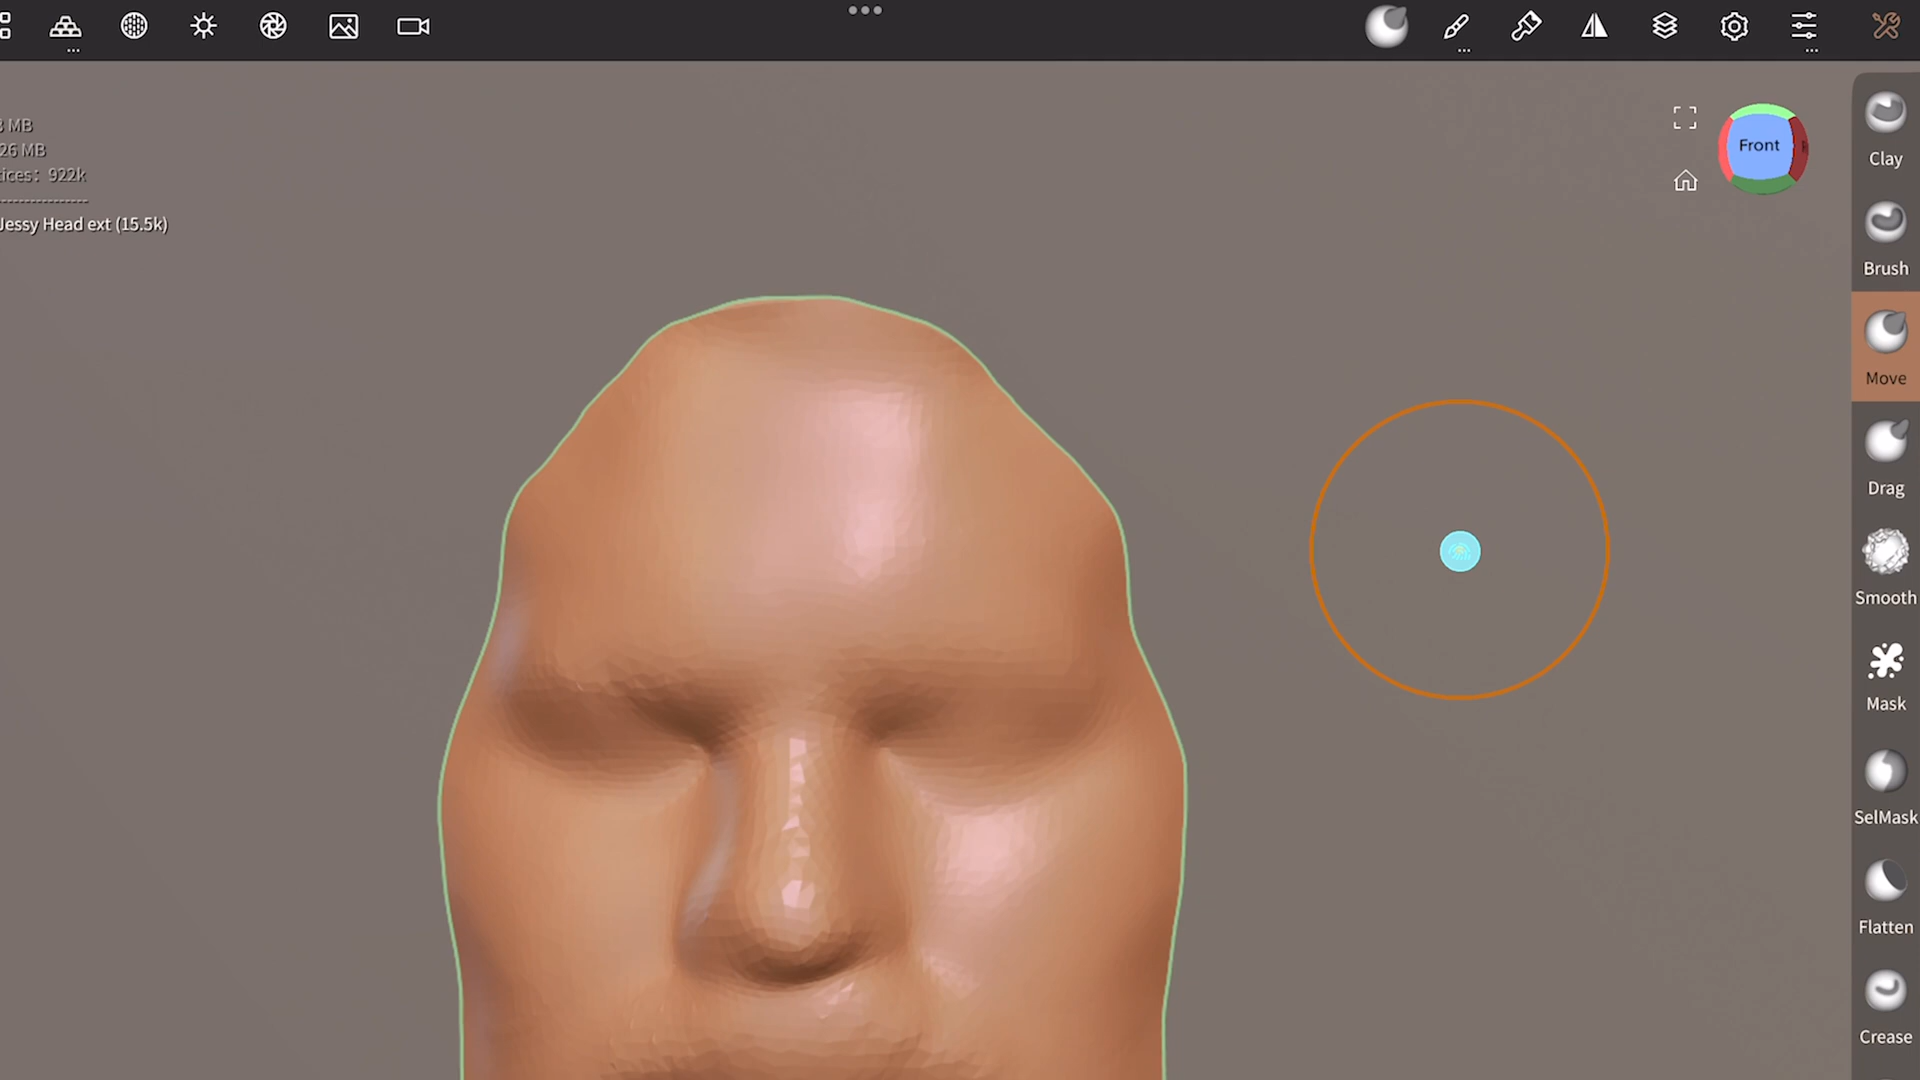 3 MB
26 MB
ices: 922k
----------------
Jessy Head ext (15.5k)
Front
Clay
Brush
Move
Drag
Smooth
Mask
SelMask
Flatten
Crease